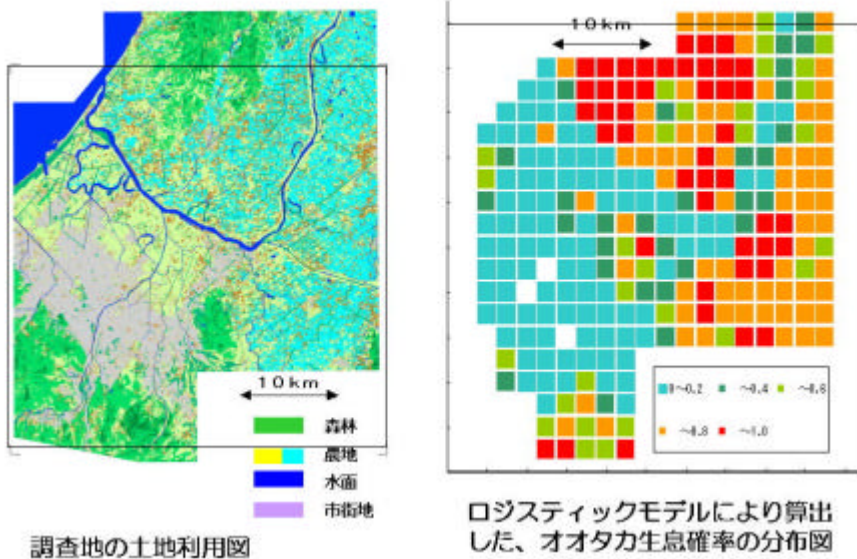 10km
森林
農地
水面
市街地
調査地の土地利用図
10km
0～0.2
～0.4
～0.6
～0.8
～1.0
ロジスティックモデルにより算出
した、オオタカ生息確率の分布図